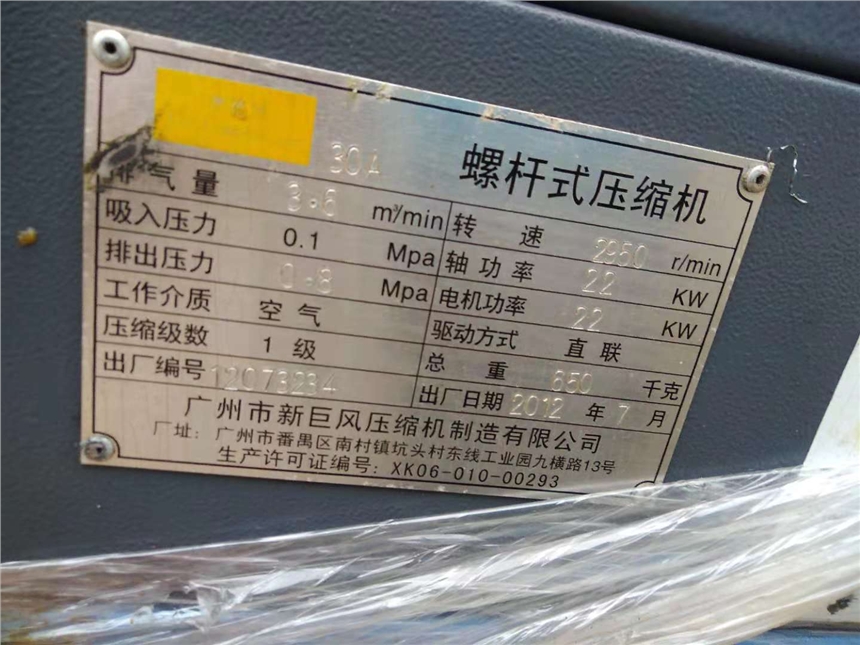 30A 螺杆式压缩机
排气量 3.6 m³/min 转速 2950 r/min
吸入压力 0.1 Mpa 轴功率 22 KW
排出压力 0.8 Mpa 电机功率 22 KW
工作介质 空气 驱动方式 直联
压缩级数 1 级 总重 650 千克
出厂编号 12073234 出厂日期 2012 年 7 月
广州市新巨风压缩机制造有限公司
厂址：广州市番禺区南村镇坑头村东线工业园九横路13号
生产许可证编号：XK06-010-00293